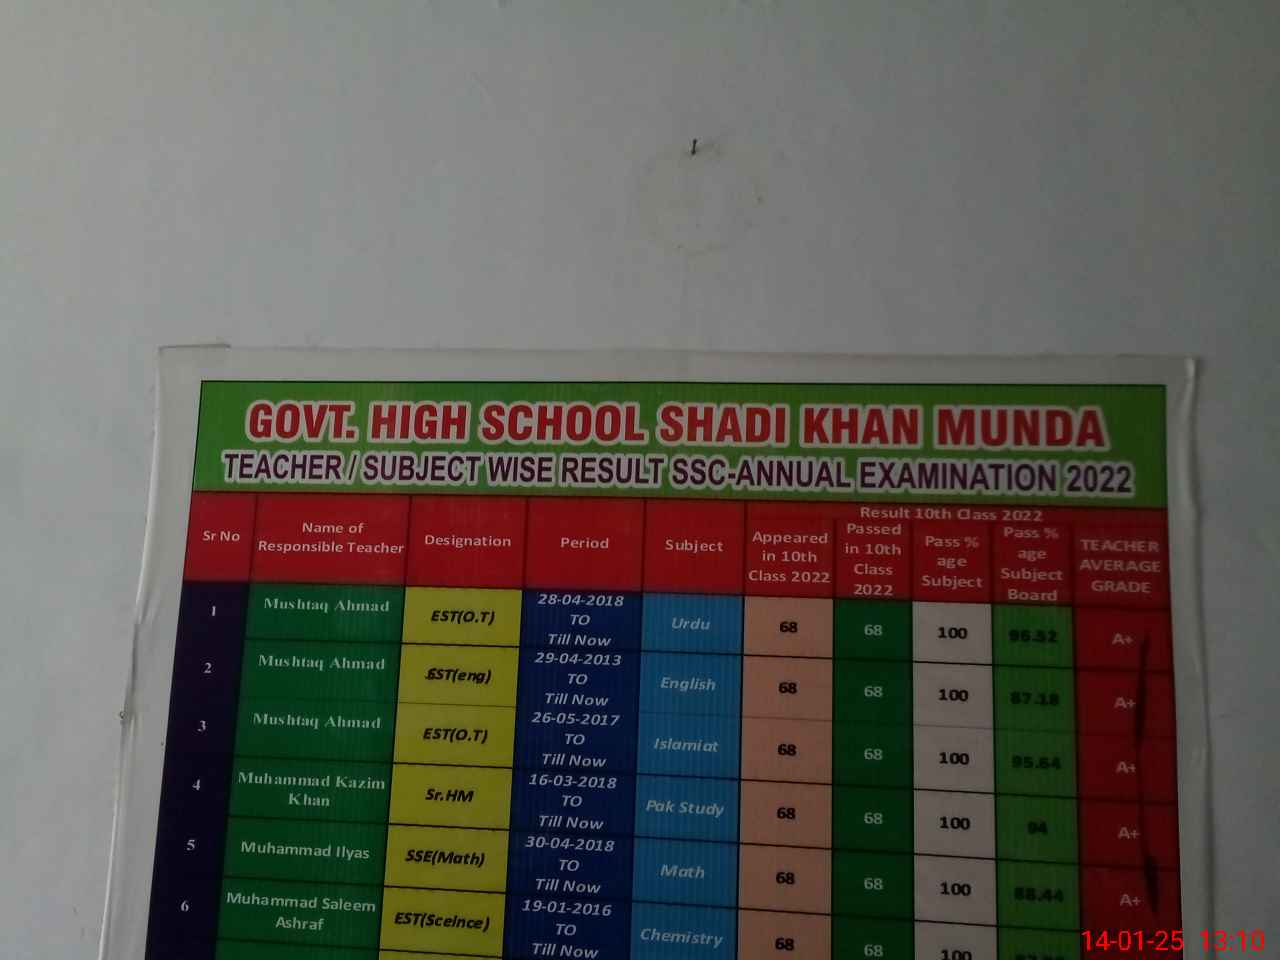 GOVT. HIGH SCHOOL SHADI KHAN MUNDA
TEACHER / SUBJECT WISE RESULT SSC-ANNUAL EXAMINATION 2022
Result 10th Class 2022
Sr No Name of Responsible Teacher Designation Period Subject Appeared in 10th Class 2022 Passed in 10th Class 2022 Pass % age Subject Pass % age Subject Board TEACHER AVERAGE GRADE
1 Mushtaq Ahmad EST(O.T) 28-04-2018 TO Till Now Urdu 68 68 100 96.52 A+
2 Mushtaq Ahmad EST(eng) 29-04-2013 TO Till Now English 68 68 100 87.18 A+
3 Mushtaq Ahmad EST(O.T) 26-05-2017 TO Till Now Islamiat 68 68 100 95.64 A+
4 Muhammad Kazim Khan Sr.HM 16-03-2018 TO Till Now Pak Study 68 68 100 94 A+
5 Muhammad Ilyas SSE(Math) 30-04-2018 TO Till Now Math 68 68 100 88.44 A+
6 Muhammad Saleem Ashraf EST(Sceince) 19-01-2016 TO Till Now Chemistry 68 68 100
14-01-25 13:10